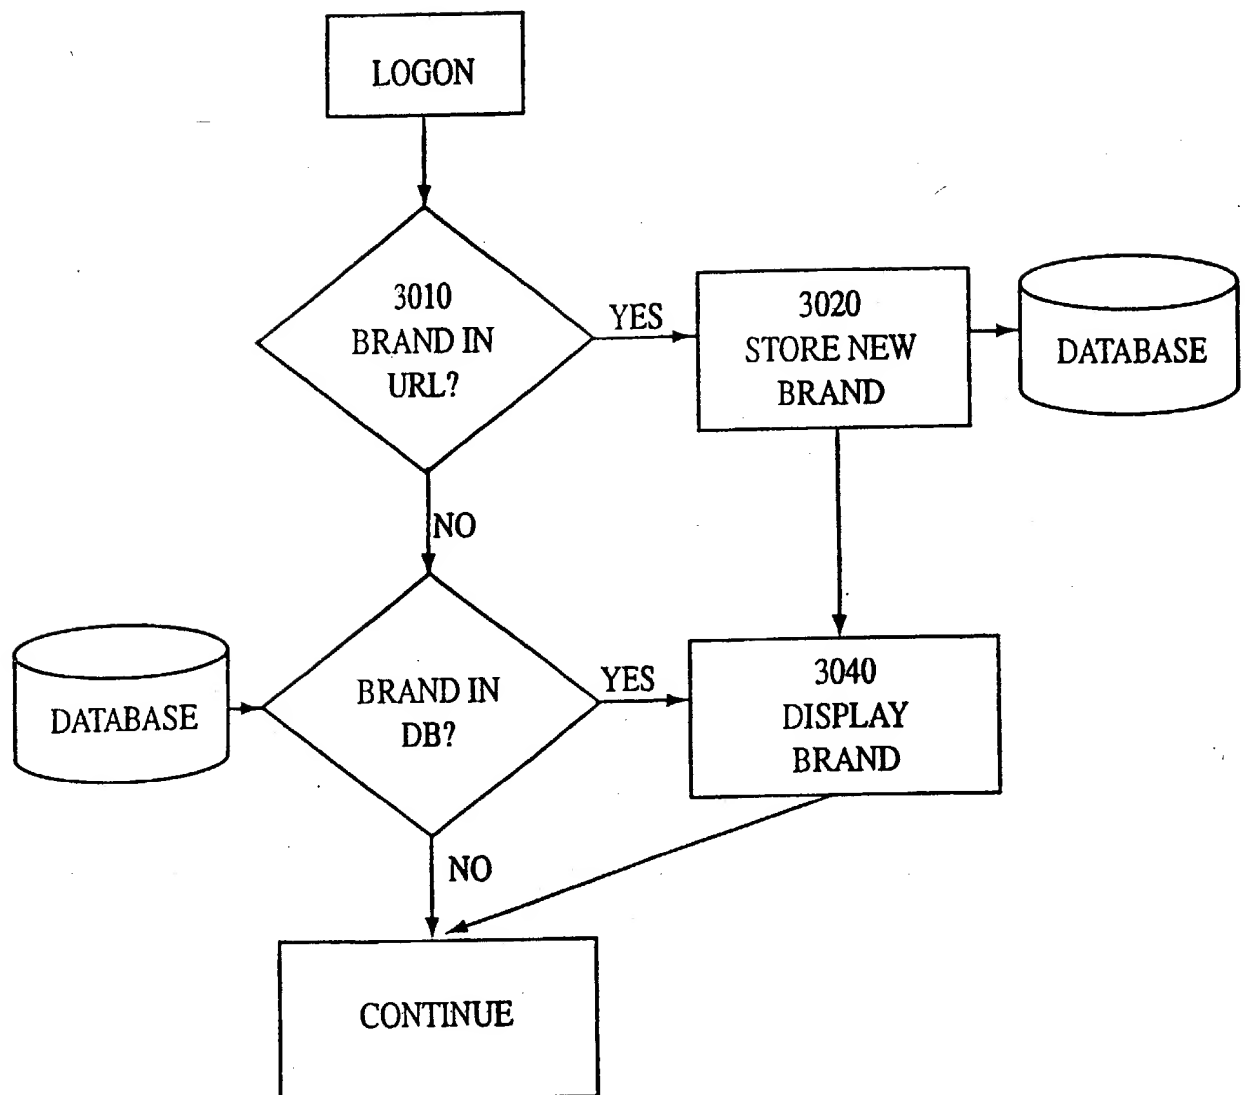 LOGON
3010
BRAND IN
URL?
YES
3020
STORE NEW
BRAND
DATABASE
NO
DATABASE
BRAND IN
DB?
YES
3040
DISPLAY
BRAND
NO
CONTINUE